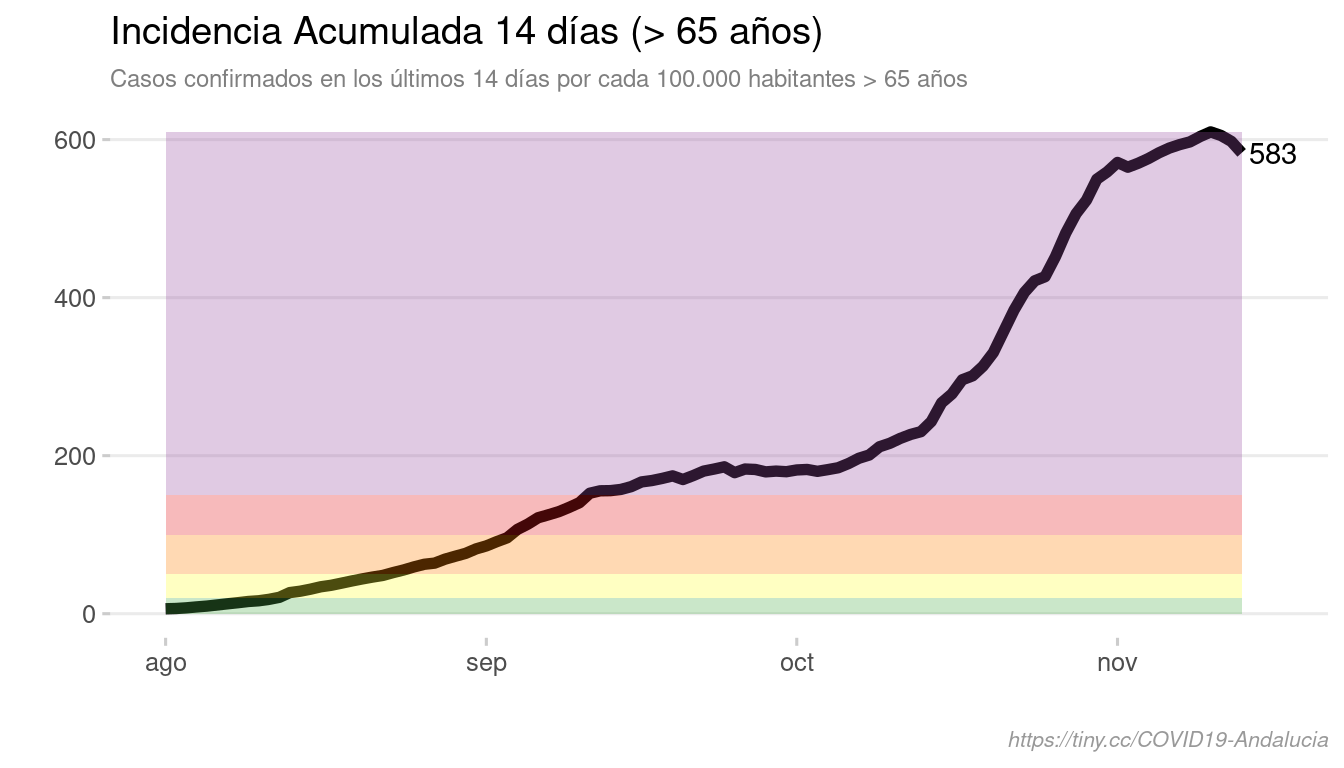 Incidencia Acumulada 14 días (> 65 años)
Casos confirmados en los últimos 14 días por cada 100.000 habitantes > 65 años
600
583
400
200
0
ago sep oct nov
https://tiny.cc/COVID19-Andalucia